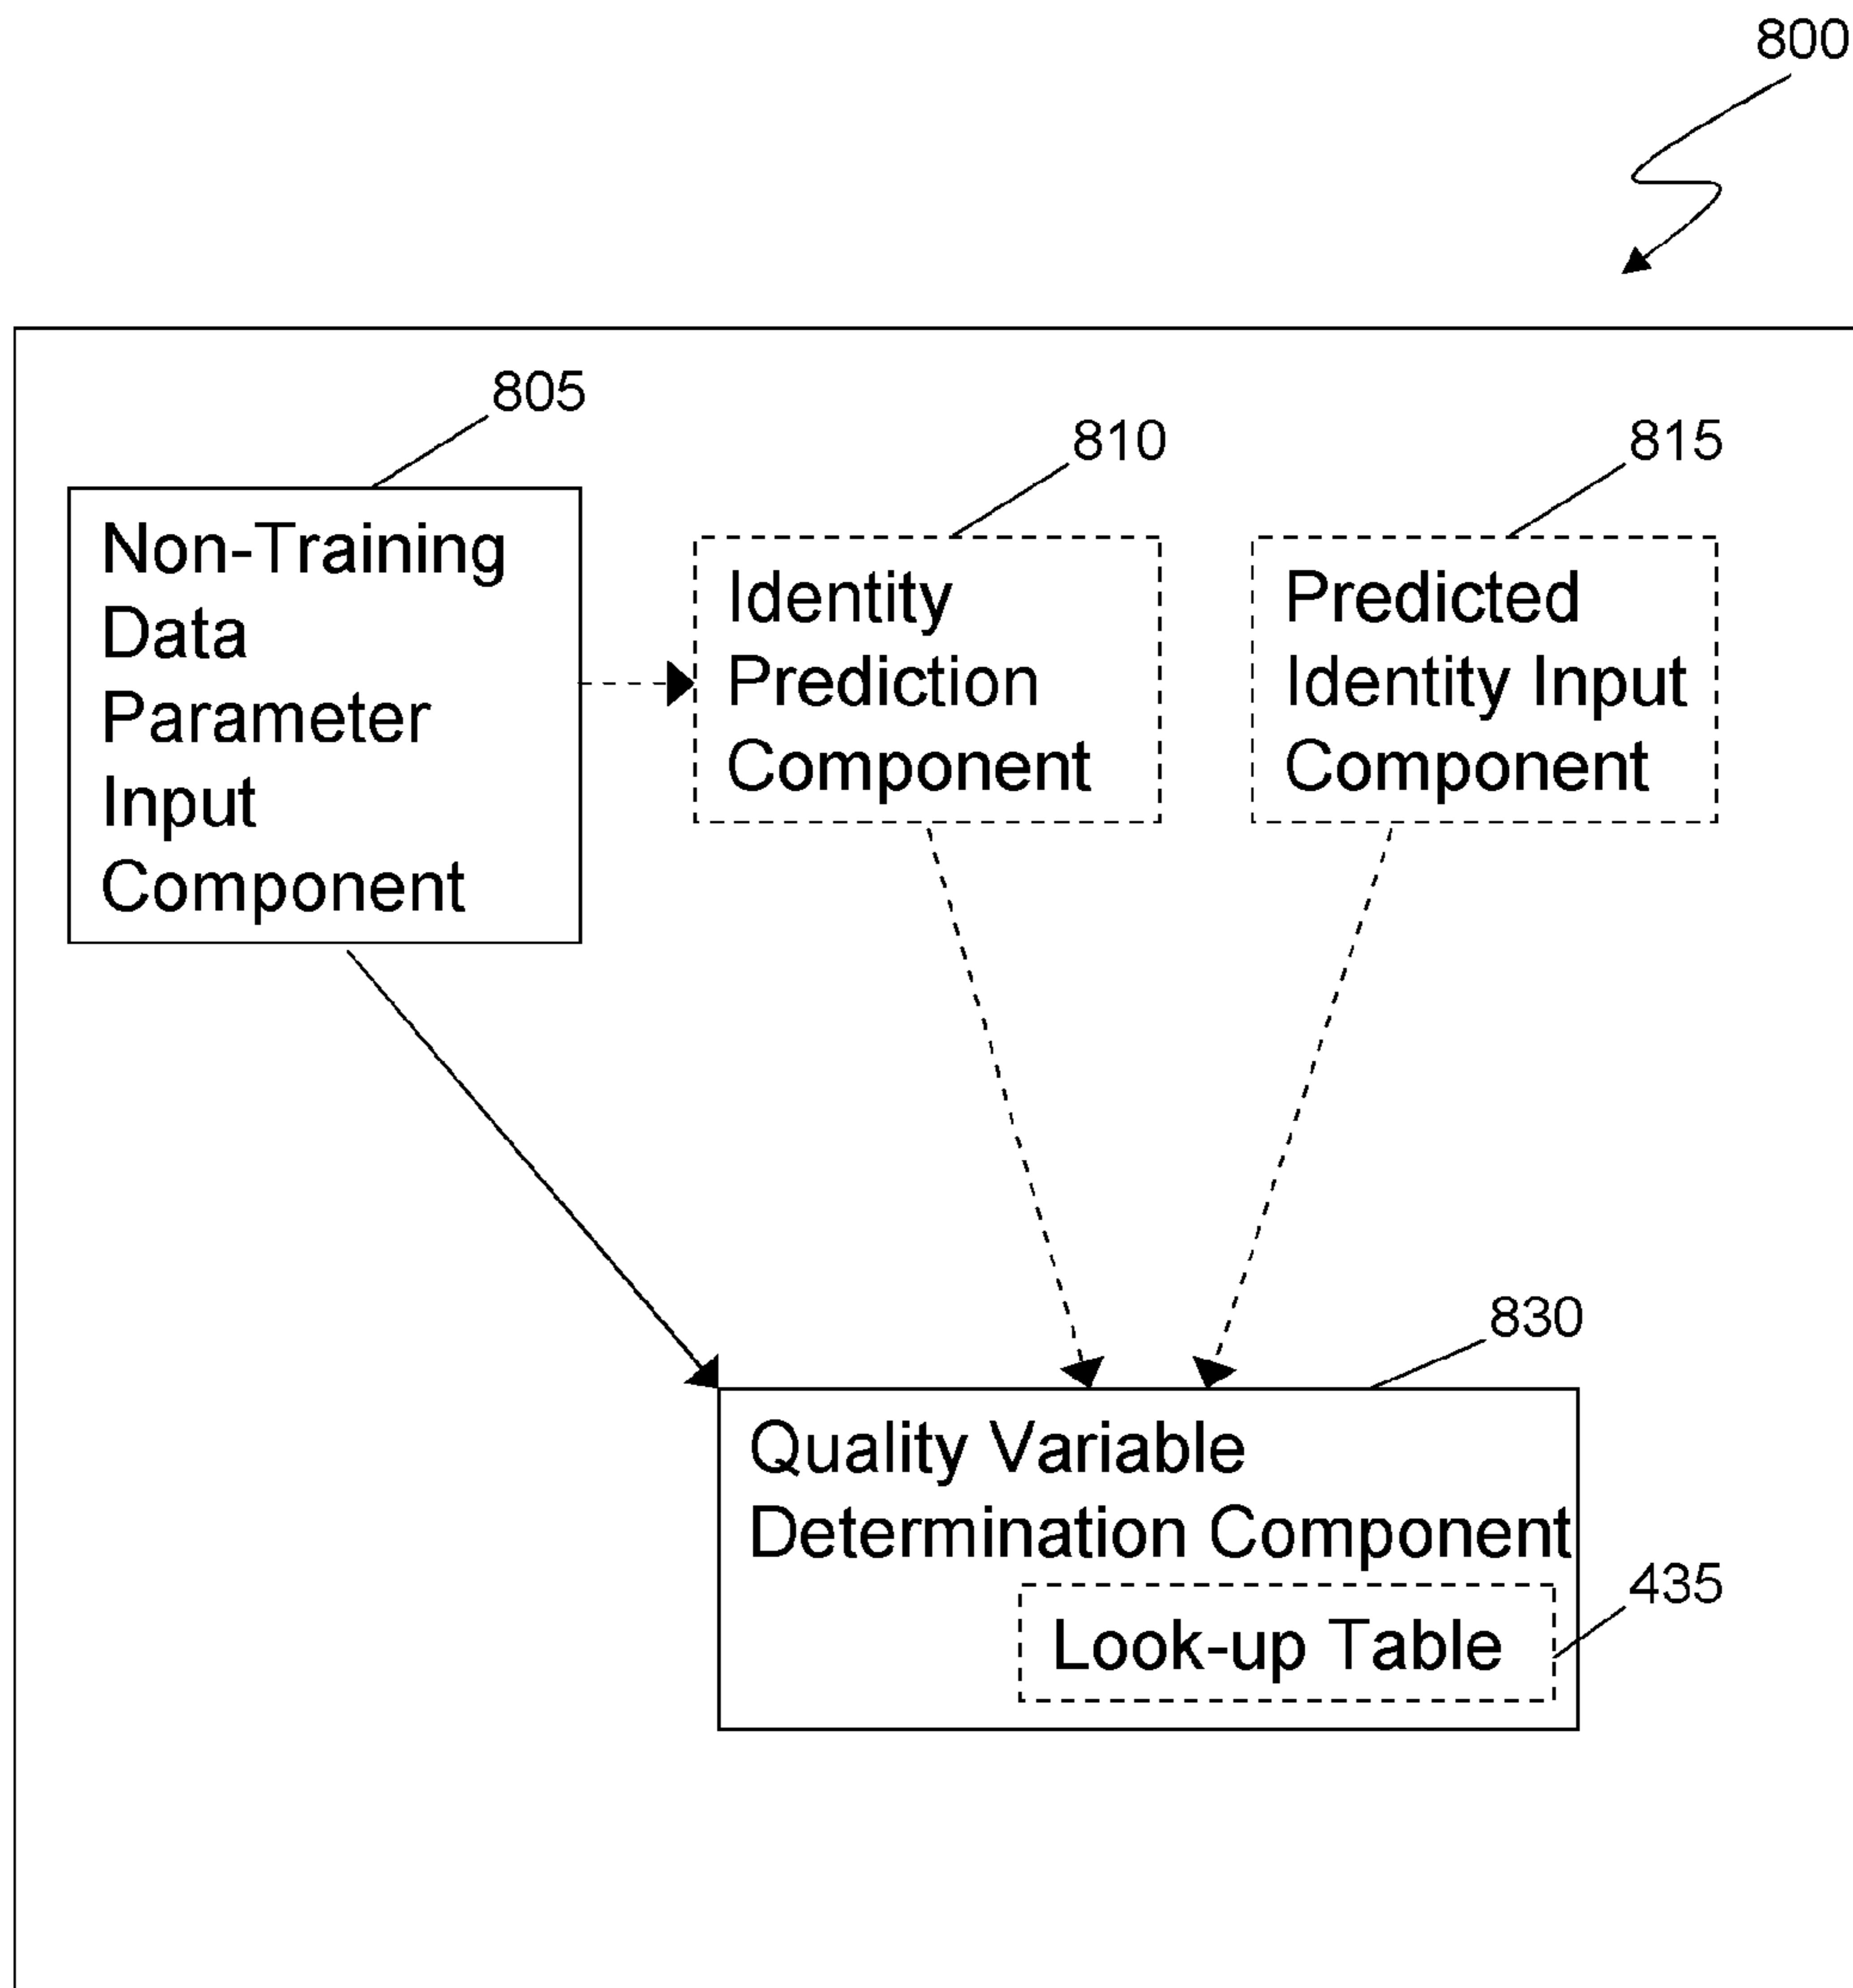 800
805
Non-Training
Data
Parameter
Input
Component
810
Identity
Prediction
Component
815
Predicted
Identity Input
Component
830
Quality Variable
Determination Component
435
Look-up Table